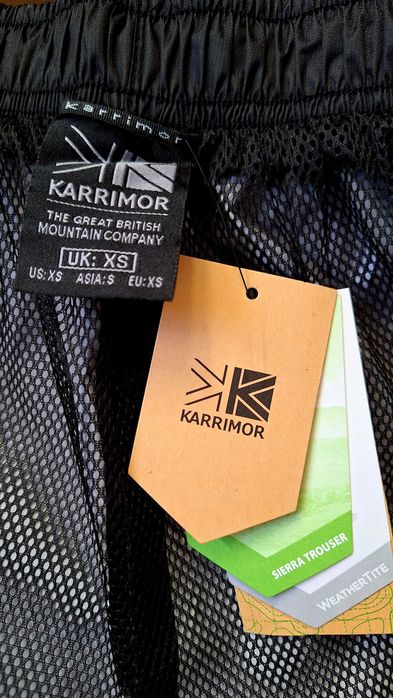 karrimor
KARRIMOR
THE GREAT BRITISH
MOUNTAIN COMPANY
UK: XS
US:XS ASIA:S EU:XS
KARRIMOR
SIERRA TROUSER
WEATHERTITE